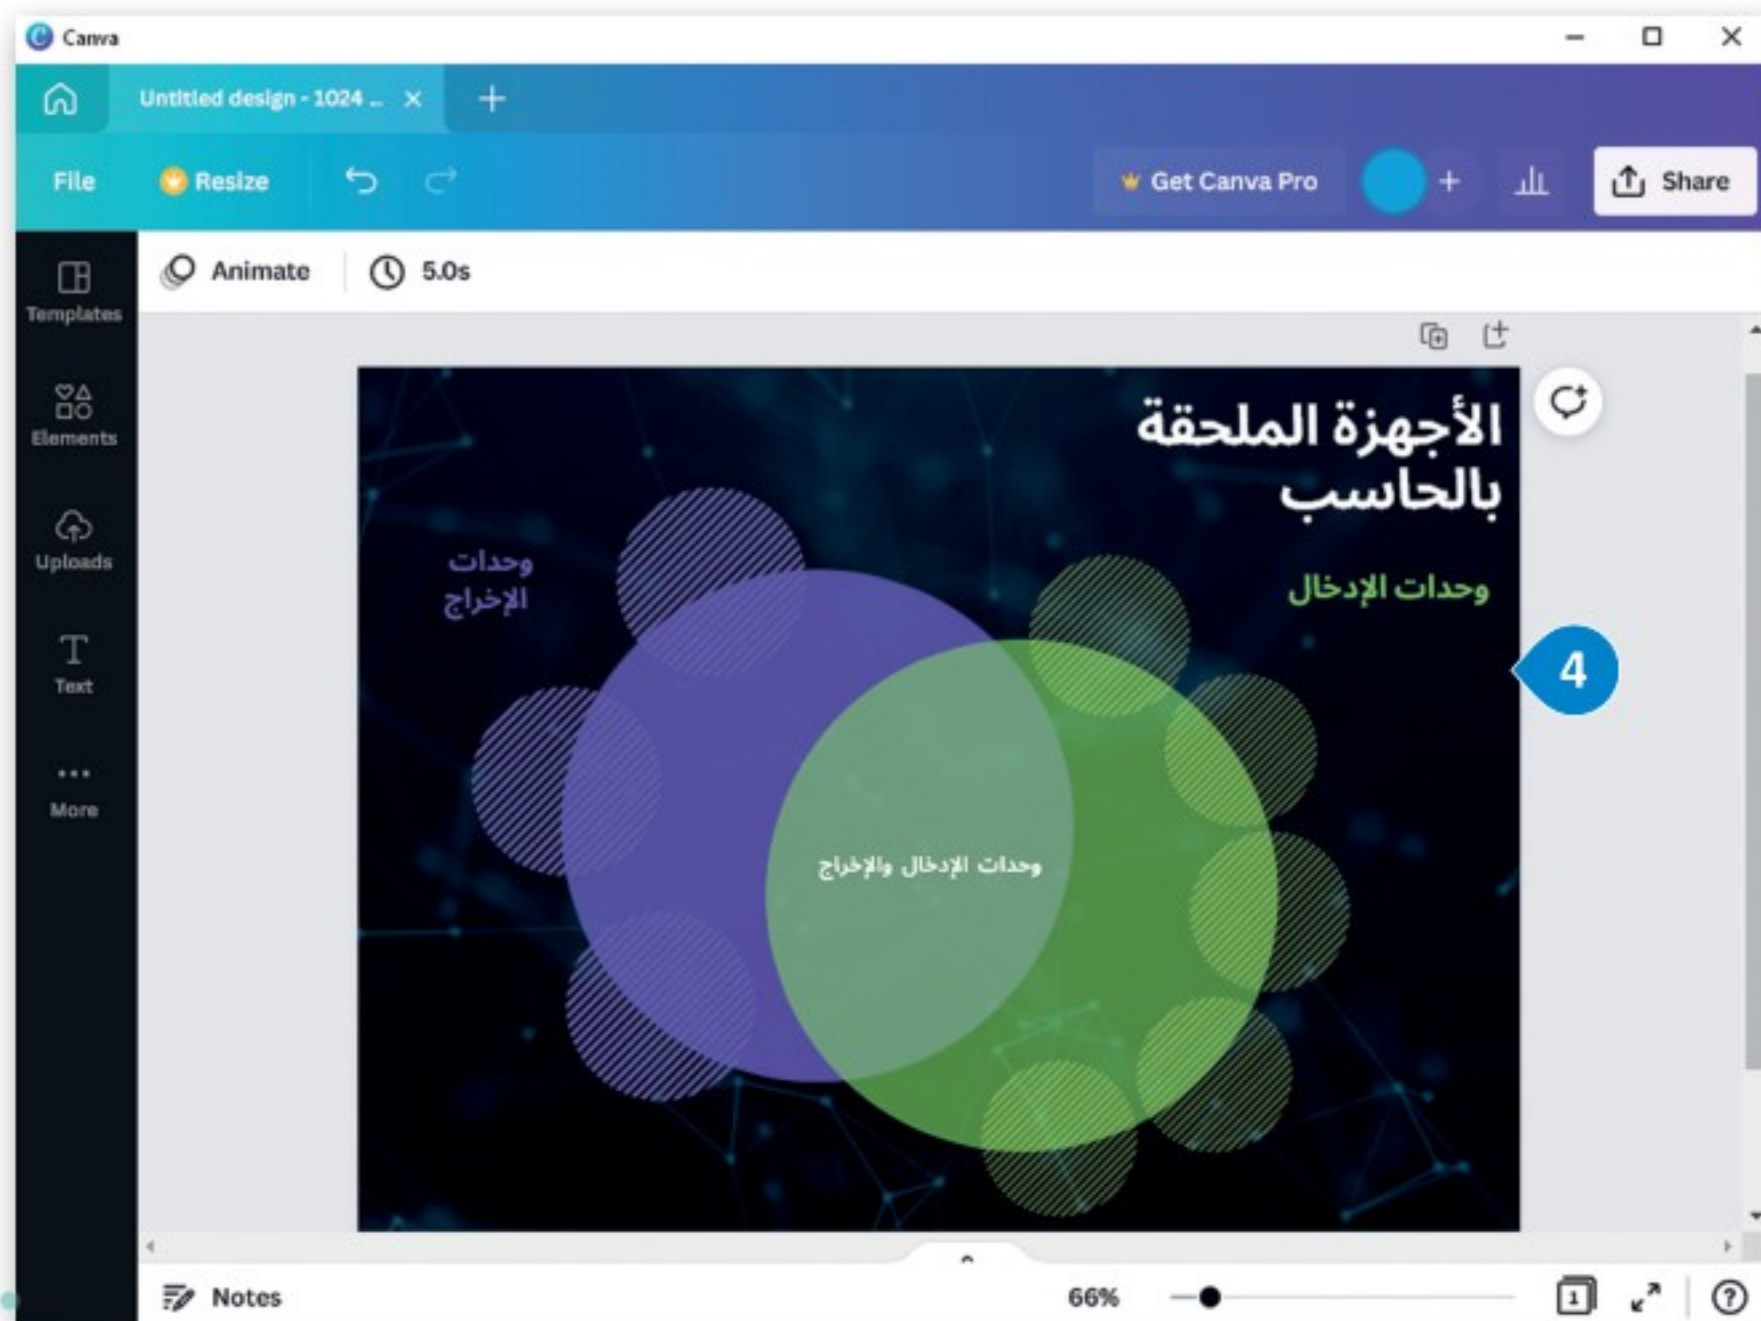 Canva
Untitled design - 1024 ...
File
Resize
Get Canva Pro
Share
Animate
5.0s
Templates
Elements
Uploads
Text
More
الأجهزة الملحقة
بالحاسب
وحدات
الإخراج
وحدات الإدخال
4
وحدات الإدخال والإخراج
Notes
66%
1